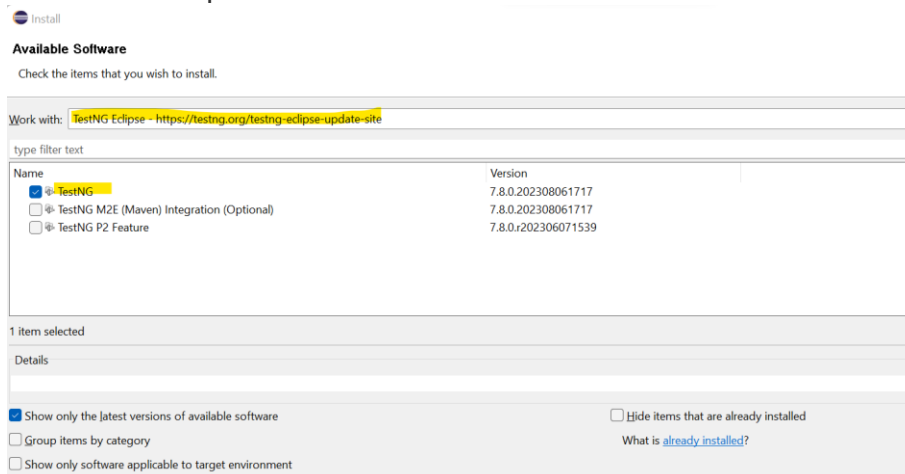 Install
Available Software
Check the items that you wish to install.
Work with: TestNG Eclipse - https://testng.org/testng-eclipse-update-site
type filter text
Name Version
TestNG 7.8.0.202308061717
TestNG M2E (Maven) Integration (Optional) 7.8.0.202308061717
TestNG P2 Feature 7.8.0.r202306071539
1 item selected
Details
Show only the latest versions of available software Hide items that are already installed
Group items by category What is already installed?
Show only software applicable to target environment